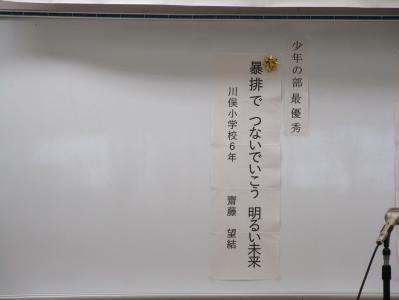 少年の部 最優秀
暴排で つないでいこう 明るい未来
川俣小学校6年 齋藤 望結